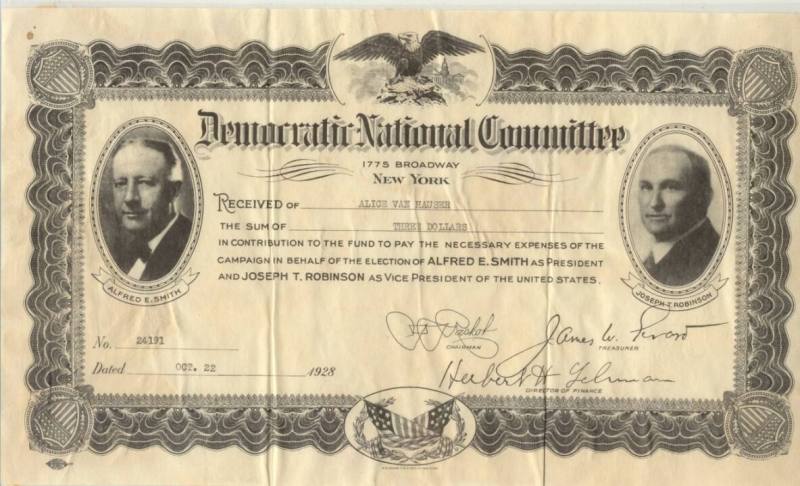 Democratic National Committee
1775 BROADWAY
NEW YORK
RECEIVED OF ALICE VAN HAUSER
THE SUM OF THREE DOLLARS
IN CONTRIBUTION TO THE FUND TO PAY THE NECESSARY EXPENSES OF THE
CAMPAIGN IN BEHALF OF THE ELECTION OF ALFRED E. SMITH AS PRESIDENT
AND JOSEPH T. ROBINSON AS VICE PRESIDENT OF THE UNITED STATES.
ALFRED E. SMITH
JOSEPH T. ROBINSON
No. 24191
CHAIRMAN
James W. Gerard
TREASURER
Dated OCT. 22 1928
Herbert H Lehman
DIRECTOR OF FINANCE